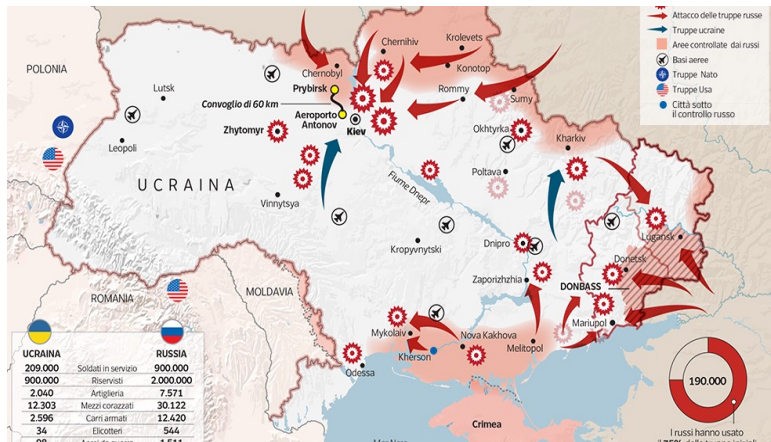 Attacco delle truppe russe
Truppe ucraine
Aree controllate dai russi
Basi aeree
Truppe Nato
Truppe Usa
Città sotto
il controllo russo
POLONIA
Lutsk
Leopoli
UCRAINA
Chernobyl
Prybirsk
Convoglio di 60 km
Aeroporto
Antonov
Kiev
Zhytomyr
Vinnytsya
Chernihiv
Krolevets
Konotop
Rommy
Sumy
Okhtyrka
Kharkiv
Poltava
Fiume Dnepr
Kropyvnytski
Dnipro
Zaporizhzhia
Lugansk
Donetsk
DONBASS
Mariupol
Melitopol
Nova Kakhova
Mykolaiv
Kherson
Odessa
Crimea
ROMANIA
MOLDAVIA
UCRAINA RUSSIA
209.000 Soldati in servizio 900.000
900.000 Riservisti 2.000.000
2.040 Artiglieria 7.571
12.303 Mezzi corazzati 30.122
2.596 Carri armati 12.420
34 Elicotteri 544
190.000
I russi hanno usato